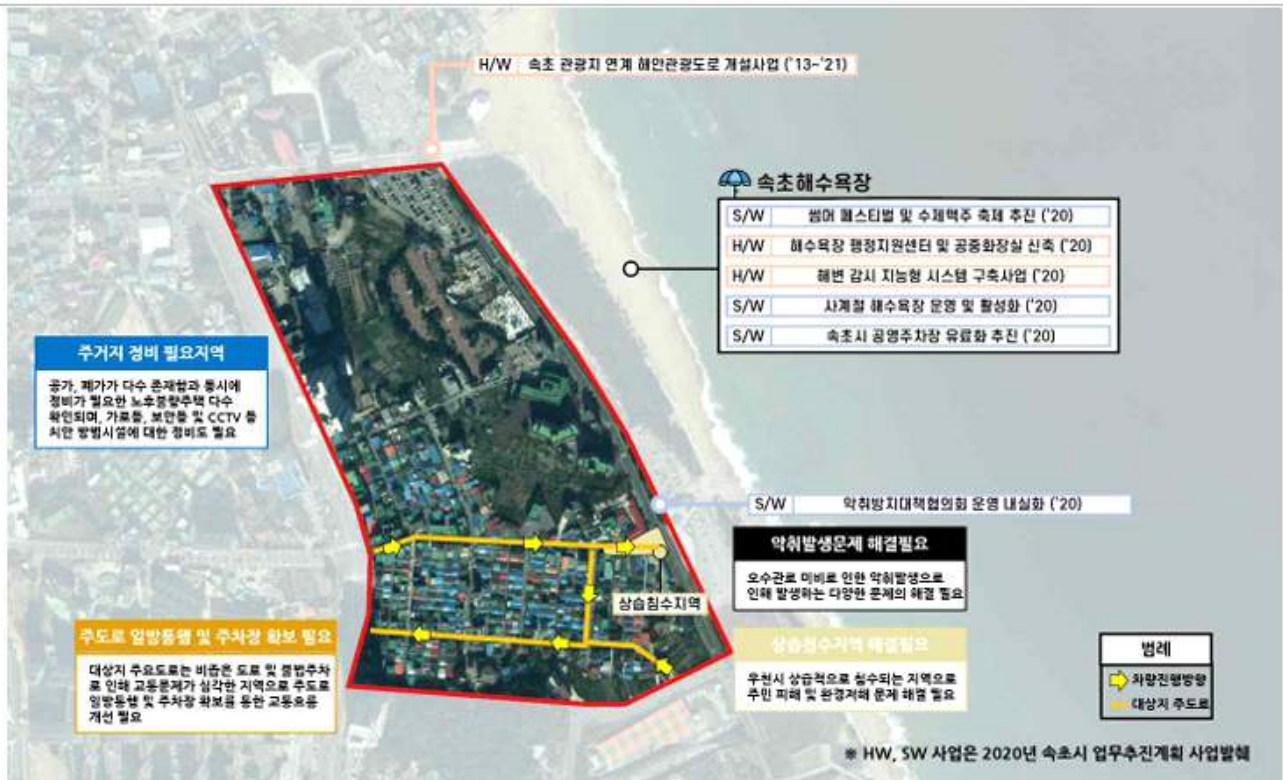 H/W 속초 관광지 연계 해안관광도로 개설사업 ('13~'21)
속초해수욕장
S/W 썸머 페스티벌 및 수제맥주 축제 추진 ('20)
H/W 해수욕장 행정지원센터 및 공중화장실 신축 ('20)
H/W 해변 감시 지능형 시스템 구축사업 ('20)
S/W 사계절 해수욕장 운영 및 활성화 ('20)
S/W 속초시 공영주차장 유료화 추진 ('20)
주거지 정비 필요지역
공가, 폐가가 다수 존재함과 동시에
정비가 필요한 노후불량주택 다수
확인되며, 가로등, 보안등 및 CCTV 등
치안 방범시설에 대한 정비도 필요
S/W 악취방지대책협의회 운영 내실화 ('20)
악취발생문제 해결필요
오수관로 미비로 인한 악취발생으로
인해 발생하는 다양한 문제의 해결 필요
상습침수지역
주도로 일방통행 및 주차장 확보 필요
대상지 주요도로는 비좁은 도로 및 불법주차
로 인해 교통문제가 심각한 지역으로 주도로
일방통행 및 주차장 확보를 통한 교통흐름
개선 필요
상습침수지역 해결필요
우천시 상습적으로 침수되는 지역으로
주민 피해 및 환경저해 문제 해결 필요
범례
차량진행방향
대상지 주도로
※ HW, SW 사업은 2020년 속초시 업무추진계획 사업발췌